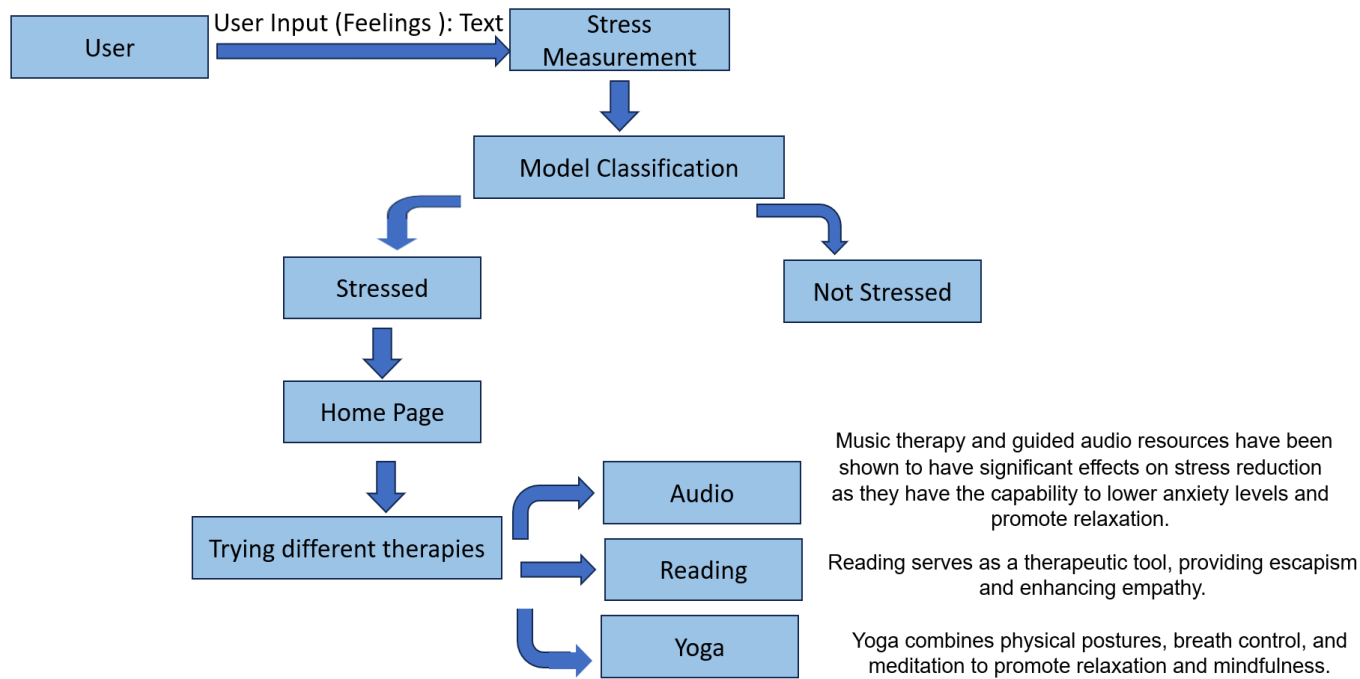 User
User Input (Feelings ): Text
Stress
Measurement
Model Classification
Stressed
Not Stressed
Home Page
Trying different therapies
Audio
Music therapy and guided audio resources have been
shown to have significant effects on stress reduction
as they have the capability to lower anxiety levels and
promote relaxation.
Reading
Reading serves as a therapeutic tool, providing escapism
and enhancing empathy.
Yoga
Yoga combines physical postures, breath control, and
meditation to promote relaxation and mindfulness.